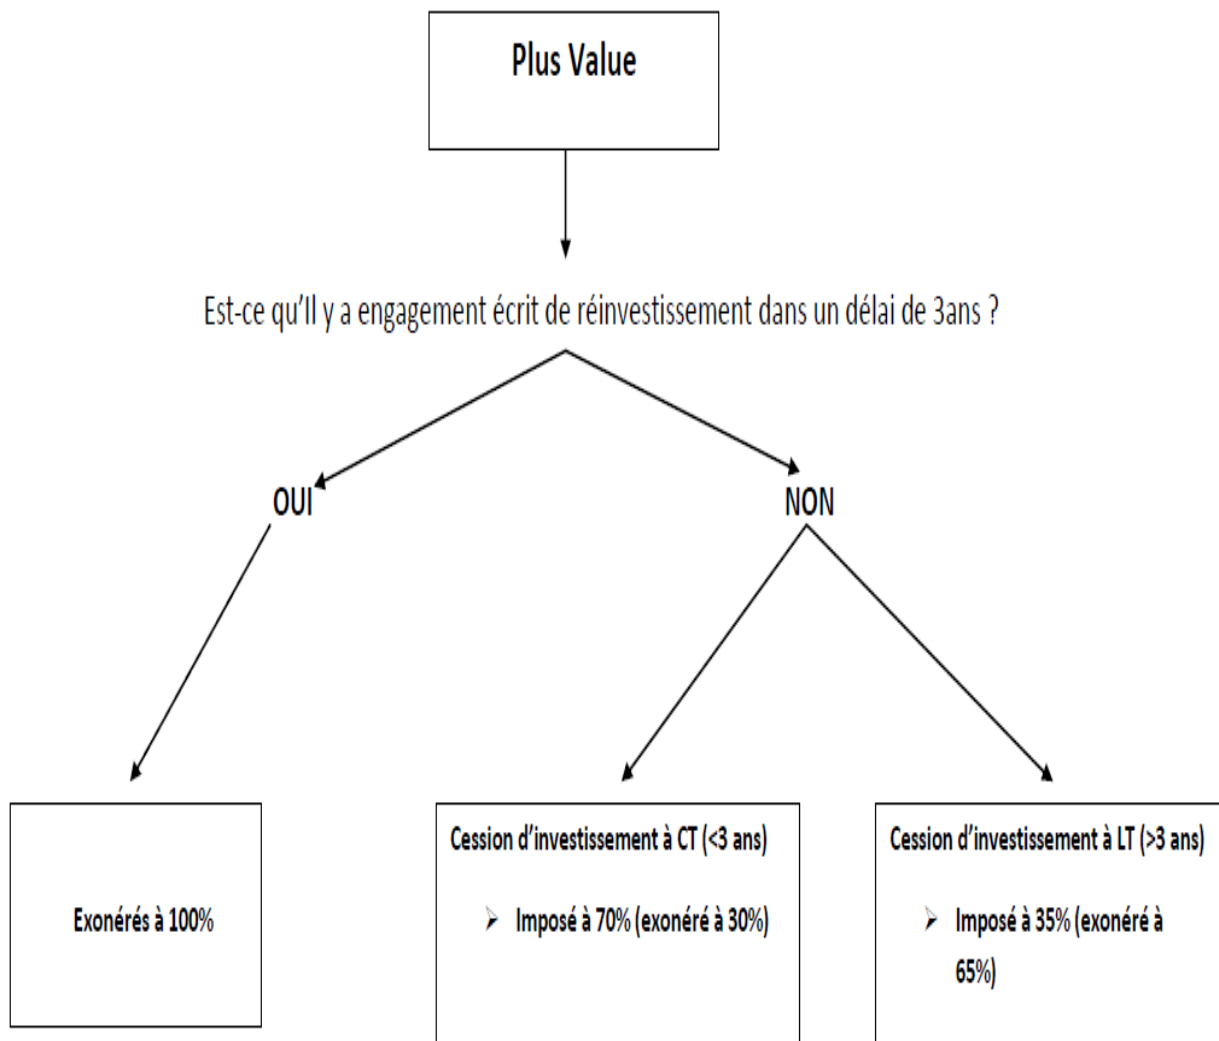 Plus Value
Est-ce qu'Il y a engagement écrit de réinvestissement dans un délai de 3ans ?
OUI
NON
Exonérés à 100%
Cession d'investissement à CT (<3 ans)
➢ Imposé à 70% (exonéré à 30%)
Cession d'investissement à LT (>3 ans)
➢ Imposé à 35% (exonéré à
65%)